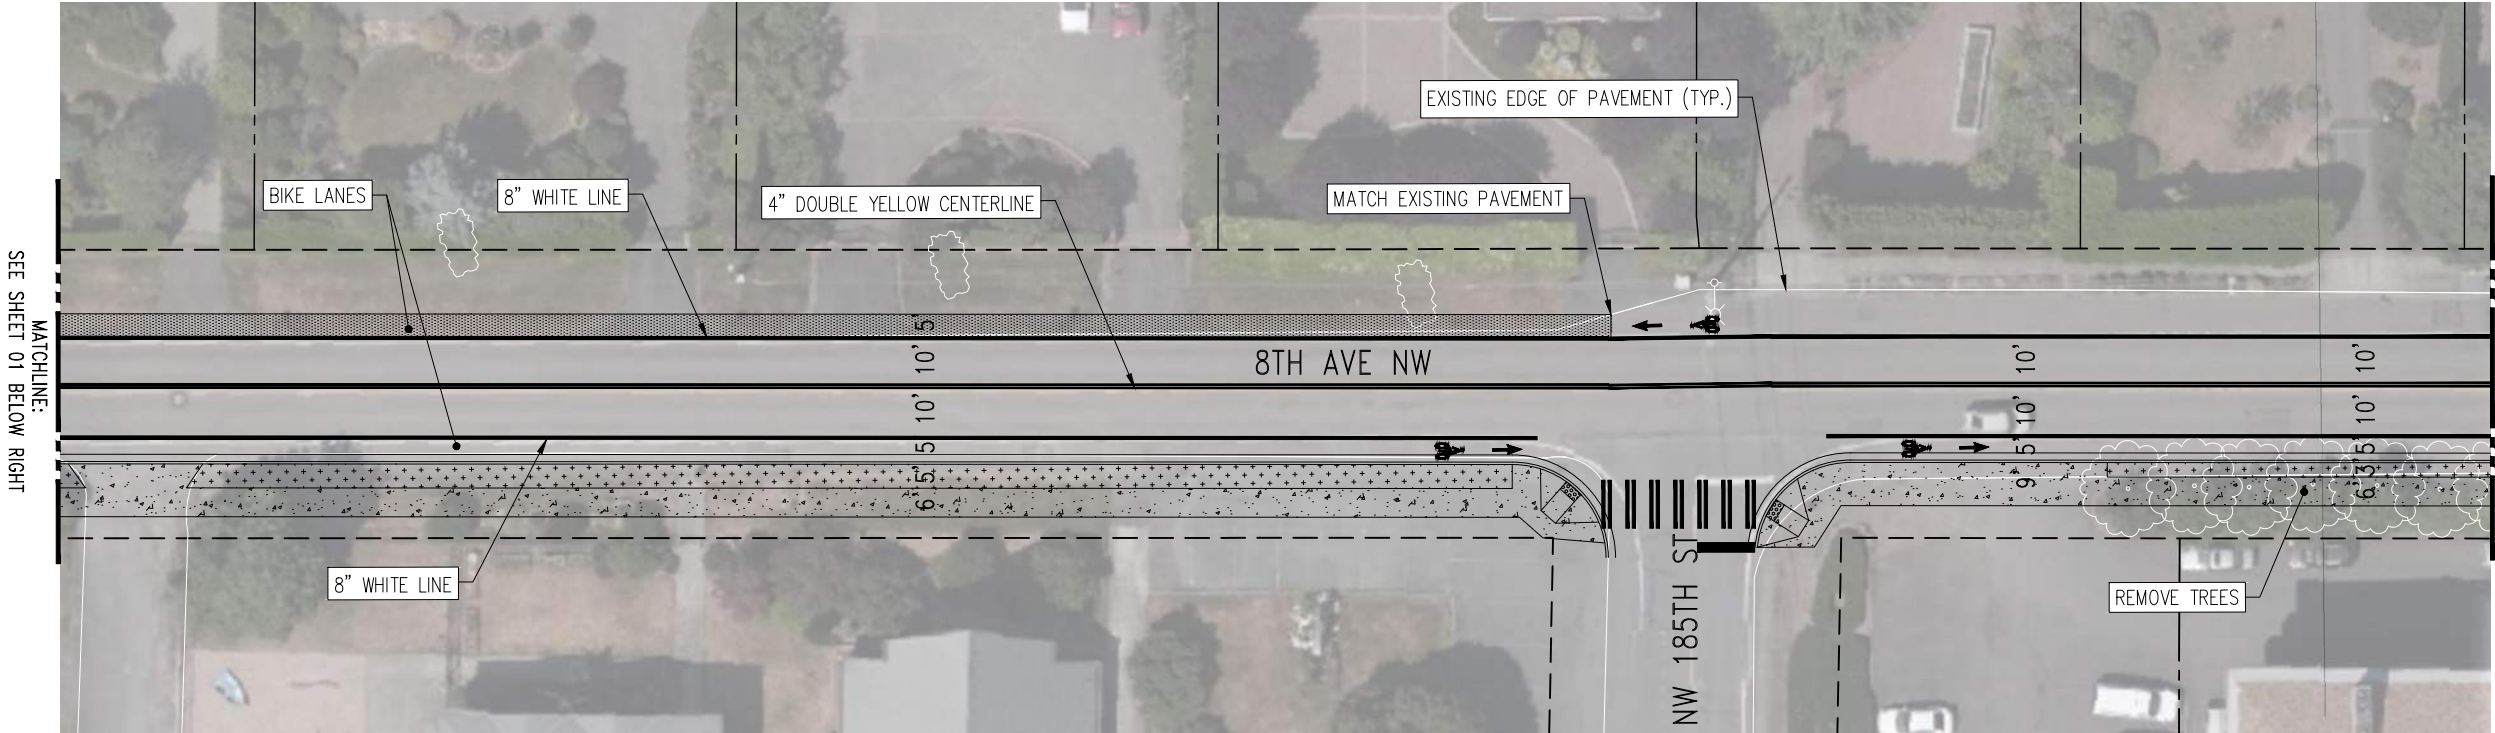 EXISTING EDGE OF PAVEMENT (TYP.)
BIKE LANES
8" WHITE LINE
4" DOUBLE YELLOW CENTERLINE
MATCH EXISTING PAVEMENT
MATCHLINE:
SEE SHEET 01 BELOW RIGHT
5'
10'
8TH AVE NW
10'
10'
10'
10'
10'
5'
5'
5'
5'
6'
9'
3'
6'
8" WHITE LINE
NW 185TH ST
REMOVE TREES